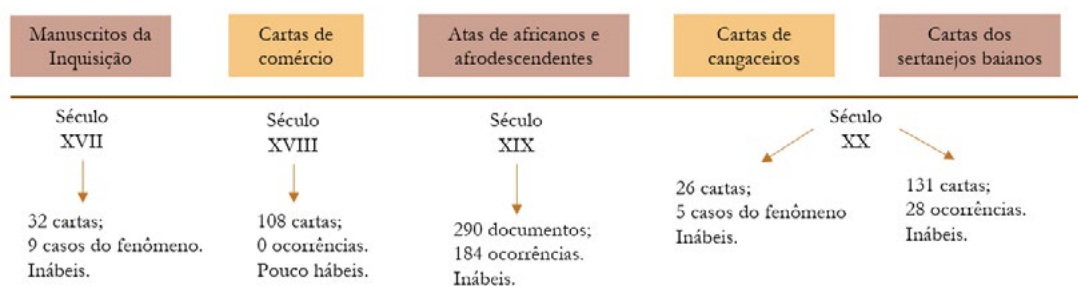 Manuscritos da
Inquisição
Cartas de
comércio
Atas de africanos e
afrodescendentes
Cartas de
cangaceiros
Cartas dos
sertanejos baianos
Século
XVII
Século
XVIII
Século
XIX
Século
XX
32 cartas;
9 casos do fenômeno.
Inábeis.
108 cartas;
0 ocorrências.
Pouco hábeis.
290 documentos;
184 ocorrências.
Inábeis.
26 cartas;
5 casos do fenômeno
Inábeis.
131 cartas;
28 ocorrências.
Inábeis.